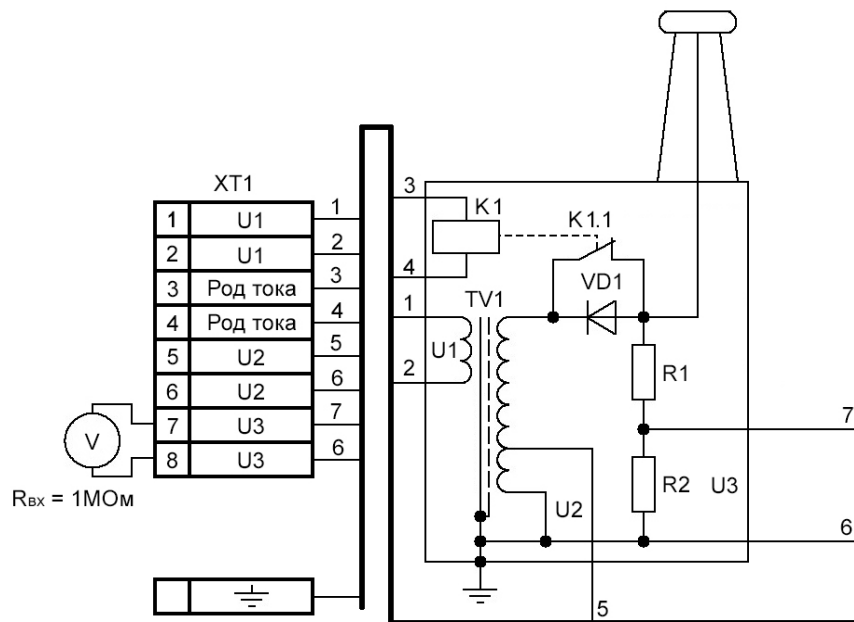 XT1
1 U1 1
2 U1 2
3 Род тока 3
4 Род тока 4
5 U2 5
6 U2 6
7 U3 7
8 U3 6
V
Rвх = 1МОм
3
K1
K1.1
4
VD1
1
TV1
U1
2
R1
7
R2
U3
U2
6
5